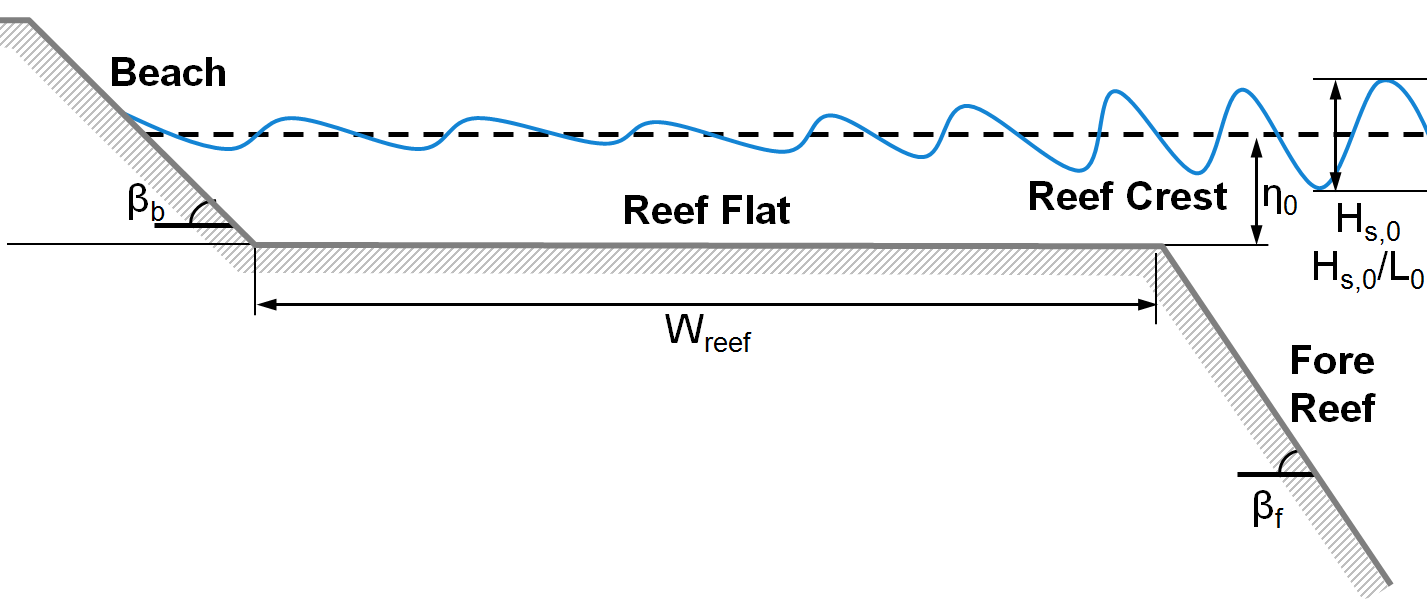 Beach
βb
Reef Flat
Reef Crest
η0
Hs,0
Hs,0/L0
Wreef
Fore
Reef
βf